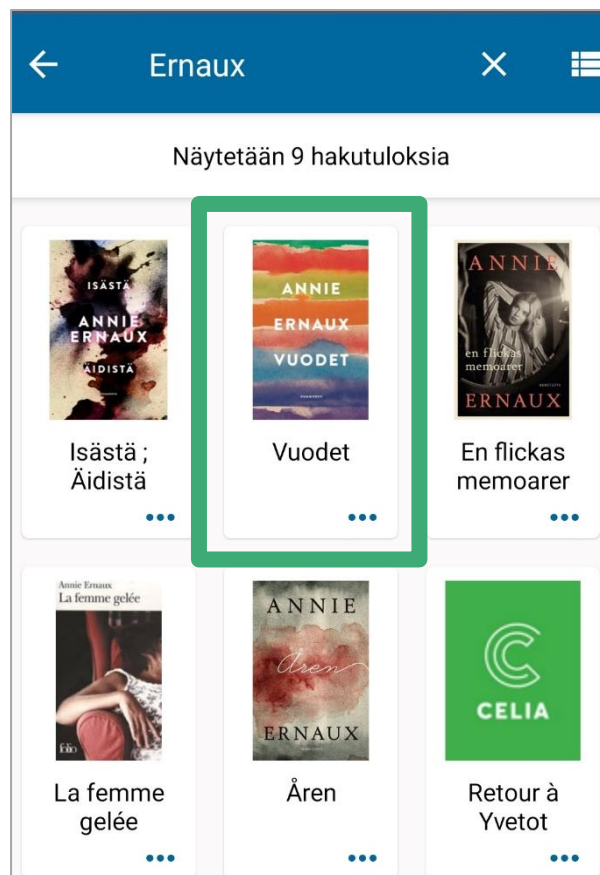 Ernaux
Näytetään 9 hakutuloksia
ISÄSTÄ
ANNIE
ERNAUX
ÄIDISTÄ
Isästä ;
Äidistä
ANNIE
ERNAUX
VUODET
Vuodet
ANNIE
en flickas
memoarer
ERNAUX
En flickas
memoarer
Annie Ernaux
La femme gelée
folio
La femme
gelée
ANNIE
Åren
ERNAUX
Åren
CELIA
Retour à
Yvetot